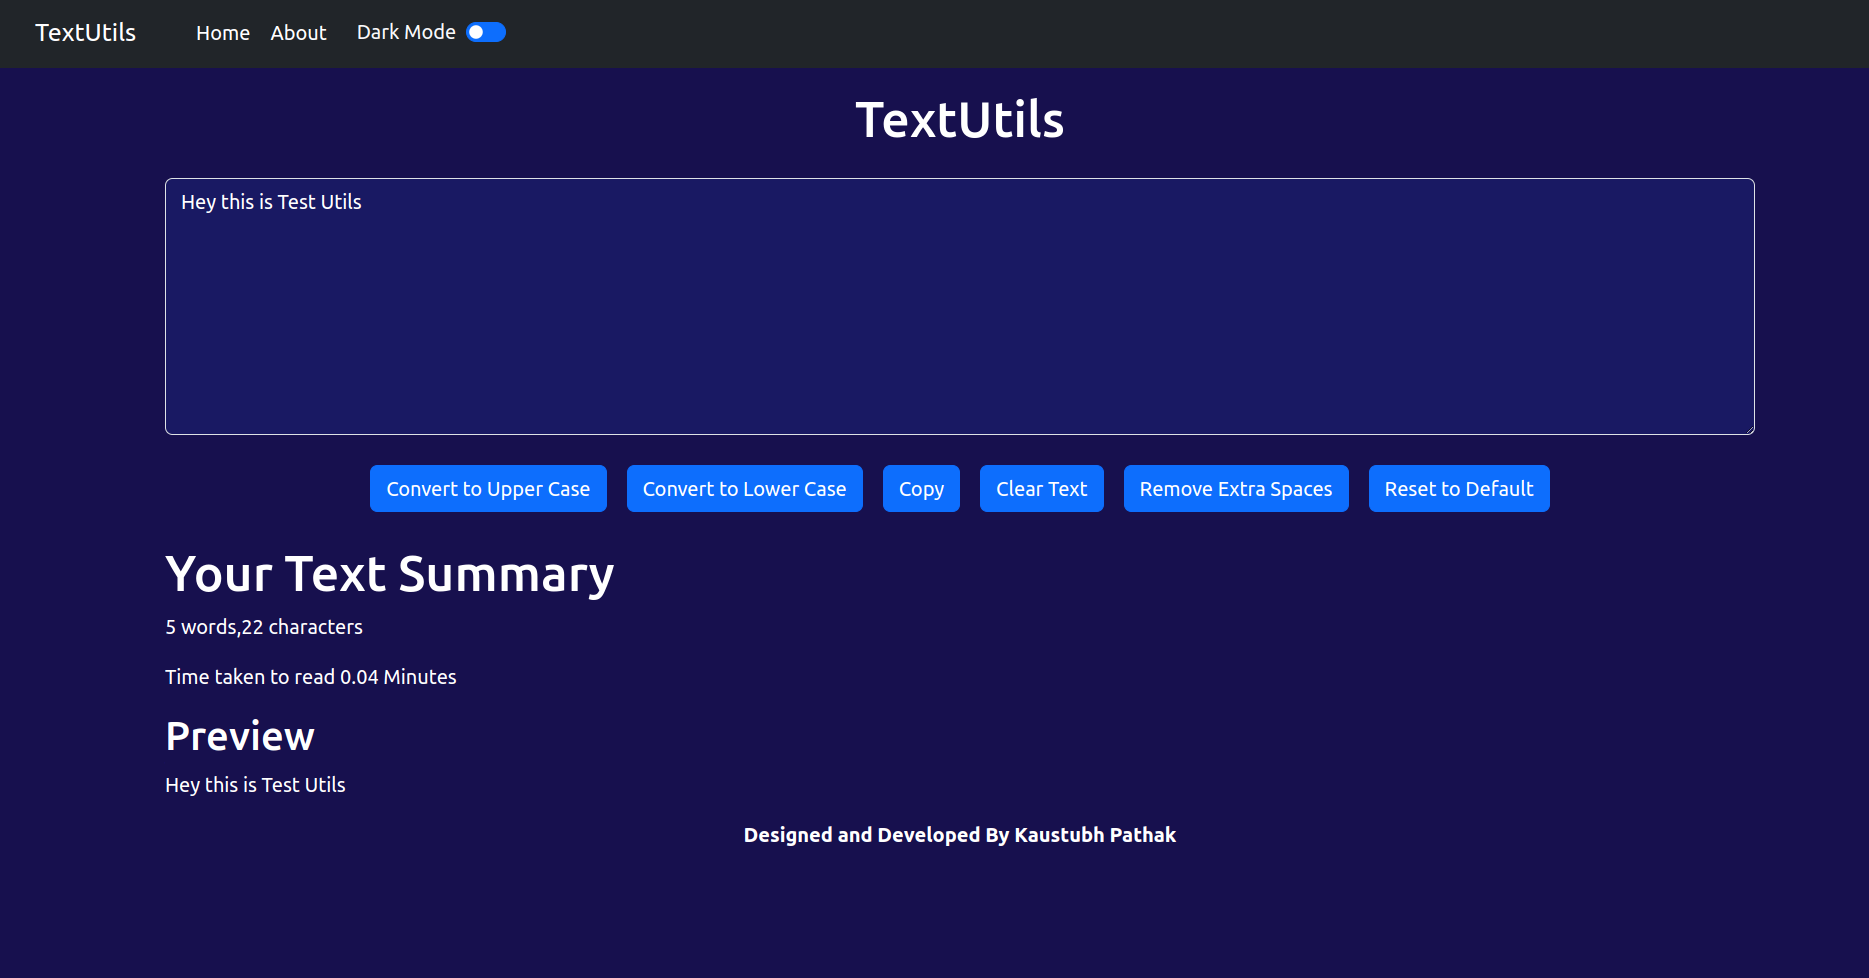 TextUtils Home About Dark Mode
TextUtils
Hey this is Test Utils
Convert to Upper Case Convert to Lower Case Copy Clear Text Remove Extra Spaces Reset to Default
Your Text Summary
5 words,22 characters
Time taken to read 0.04 Minutes
Preview
Hey this is Test Utils
Designed and Developed By Kaustubh Pathak